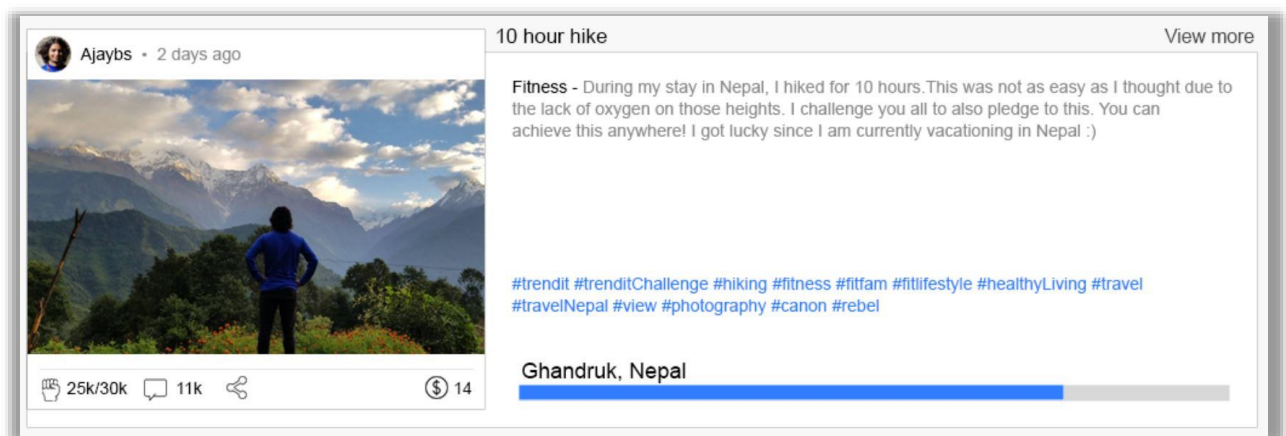 Ajaybs • 2 days ago
10 hour hike
View more
Fitness - During my stay in Nepal, I hiked for 10 hours.This was not as easy as I thought due to
the lack of oxygen on those heights. I challenge you all to also pledge to this. You can
achieve this anywhere! I got lucky since I am currently vacationing in Nepal :)
#trendit #trenditChallenge #hiking #fitness #fitfam #fitlifestyle #healthyLiving #travel
#travelNepal #view #photography #canon #rebel
Ghandruk, Nepal
25k/30k 11k $ 14